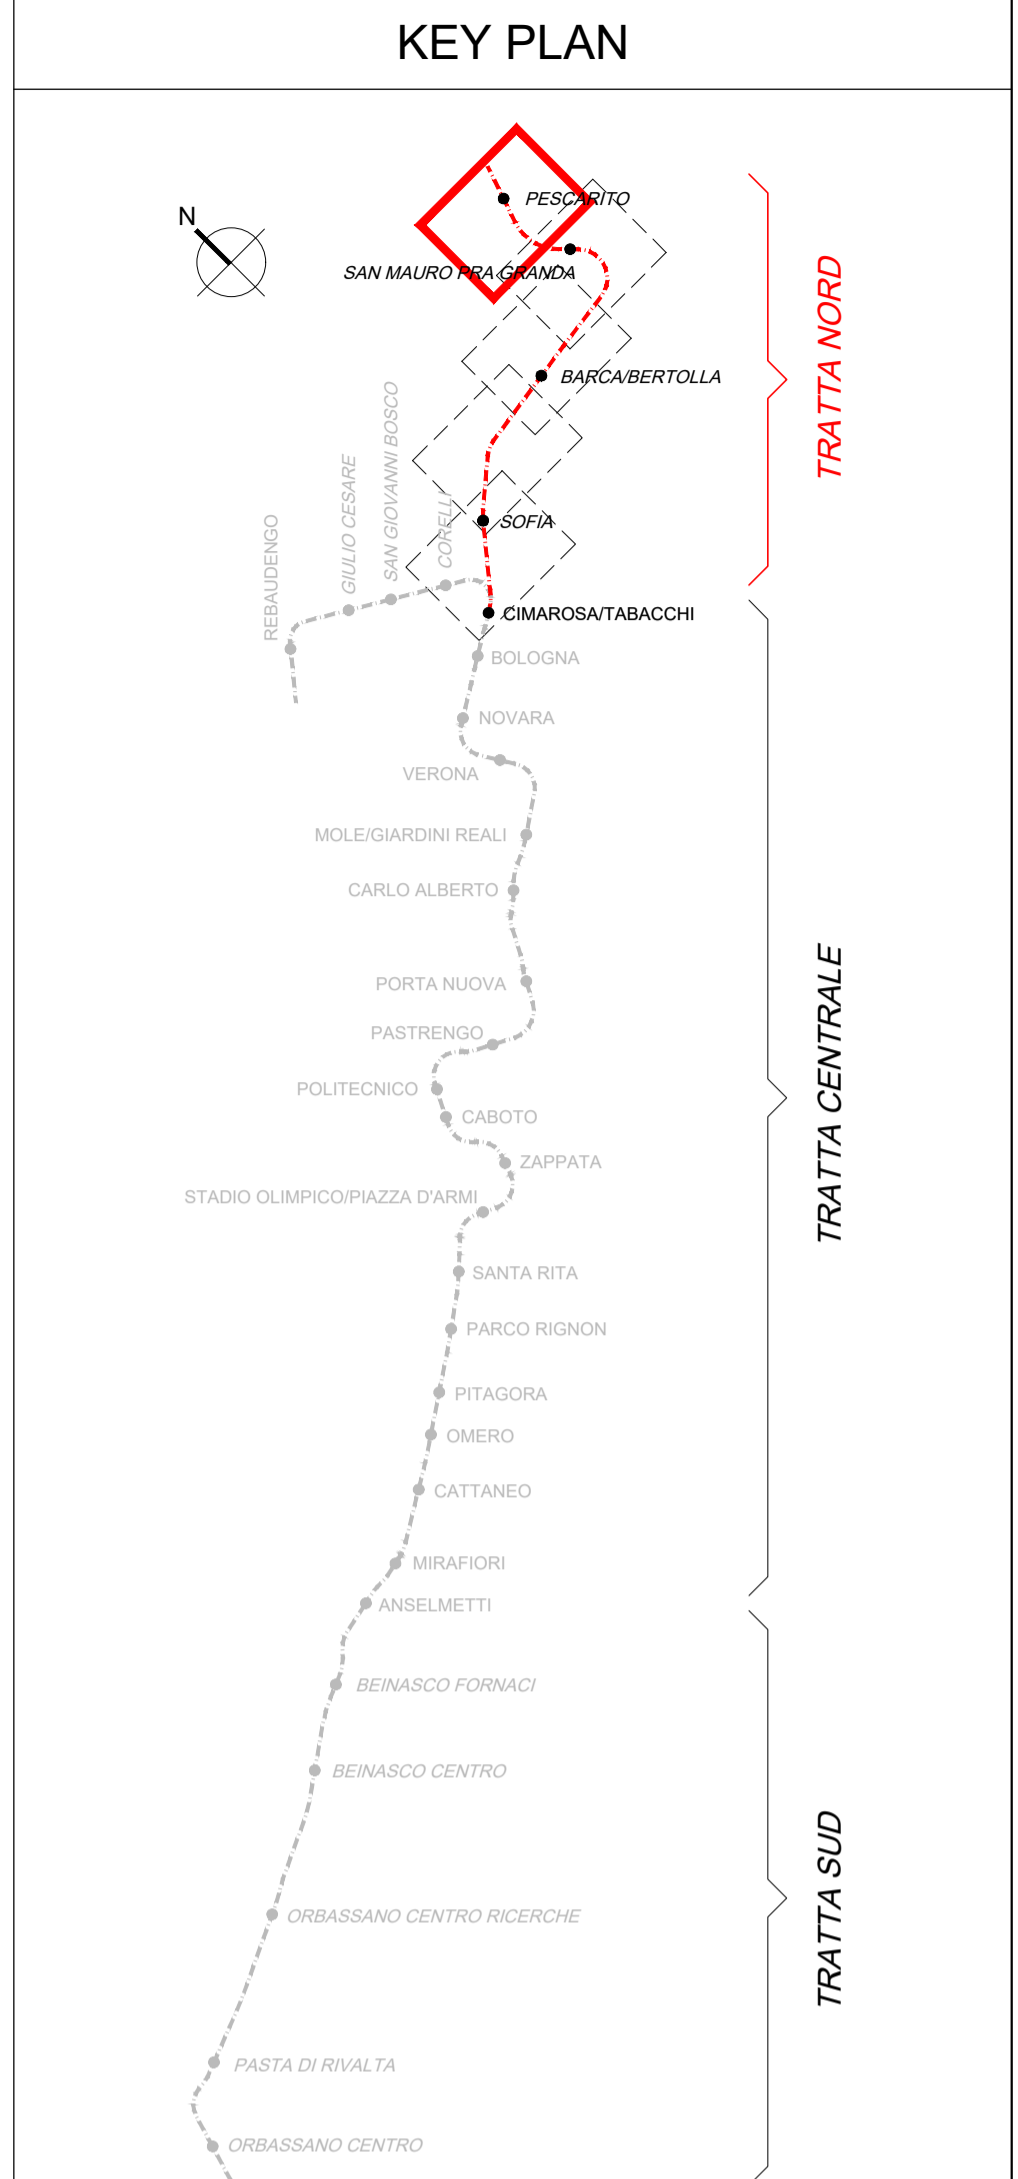 KEY PLAN
N
PESCARITO
SAN MAURO PRA GRANDA
BARCA/BERTOLLA
SOFIA
CIMAROSA/TABACCHI
REBAUDENGO
GIULIO CESARE
SAN GIOVANNI BOSCO
CORELLI
BOLOGNA
NOVARA
VERONA
MOLE/GIARDINI REALI
CARLO ALBERTO
PORTA NUOVA
PASTRENGO
POLITECNICO
CABOTO
ZAPPATA
STADIO OLIMPICO/PIAZZA D'ARMI
SANTA RITA
PARCO RIGNON
PITAGORA
OMERO
CATTANEO
MIRAFIORI
ANSELMETTI
BEINASCO FORNACI
BEINASCO CENTRO
ORBASSANO CENTRO RICERCHE
PASTA DI RIVALTA
ORBASSANO CENTRO
TRATTA NORD
TRATTA CENTRALE
TRATTA SUD